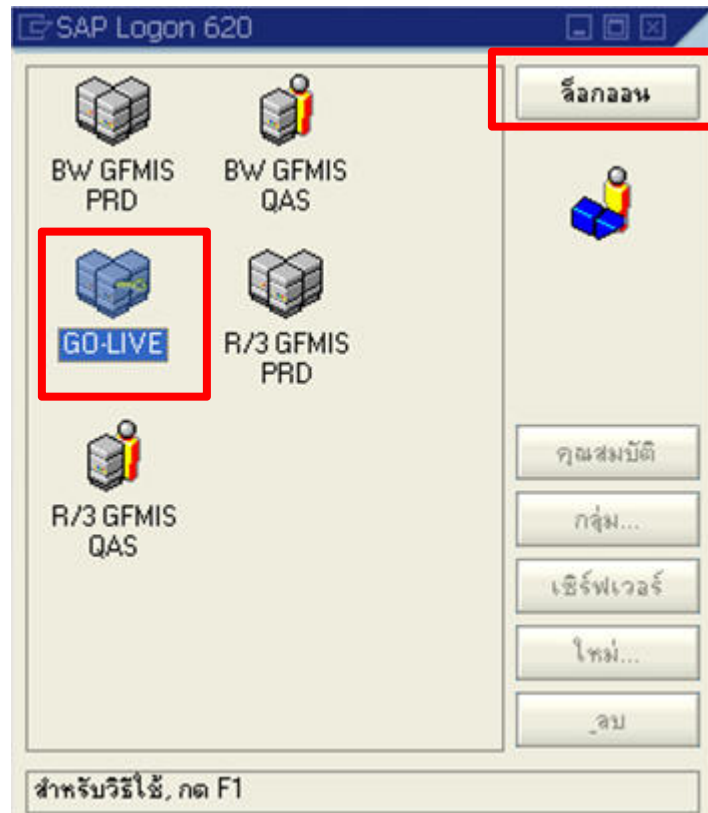 SAP Logon 620
ล็อกออน
BW GFMIS
PRD
BW GFMIS
QAS
GO-LIVE
R/3 GFMIS
PRD
R/3 GFMIS
QAS
คุณสมบัติ
กลุ่ม...
เซิร์ฟเวอร์
ใหม่...
_ลบ
สำหรับวิธีใช้, กด F1